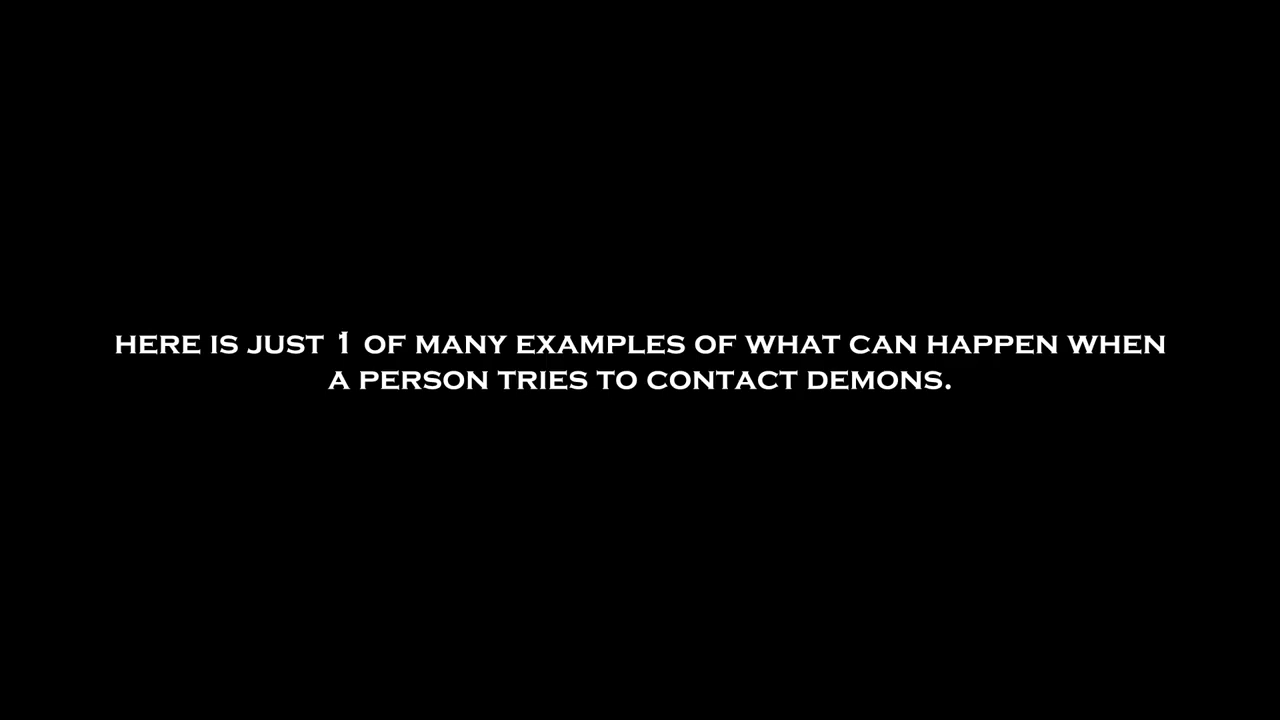 HERE IS JUST 1 OF MANY EXAMPLES OF WHAT CAN HAPPEN WHEN
A PERSON TRIES TO CONTACT DEMONS.